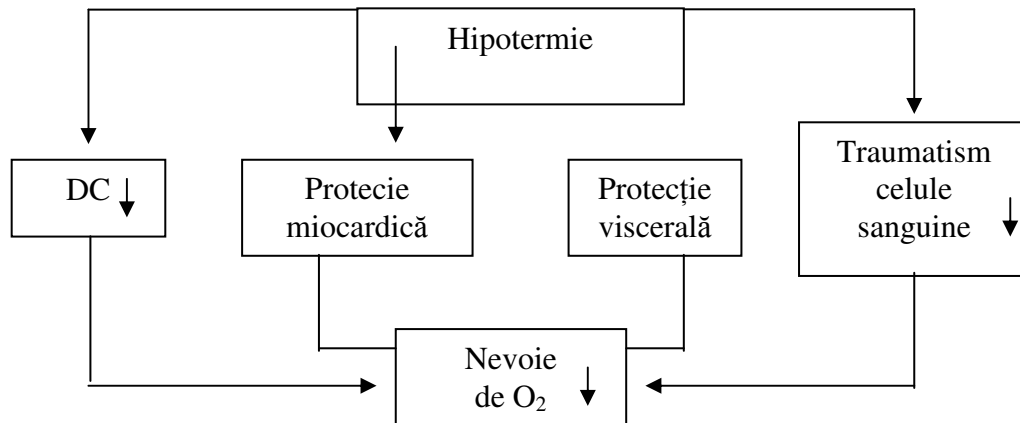 Hipotermie
DC
Protecie
miocardică
Protecție
viscerală
Traumatism
celule
sanguine
Nevoie
de O₂